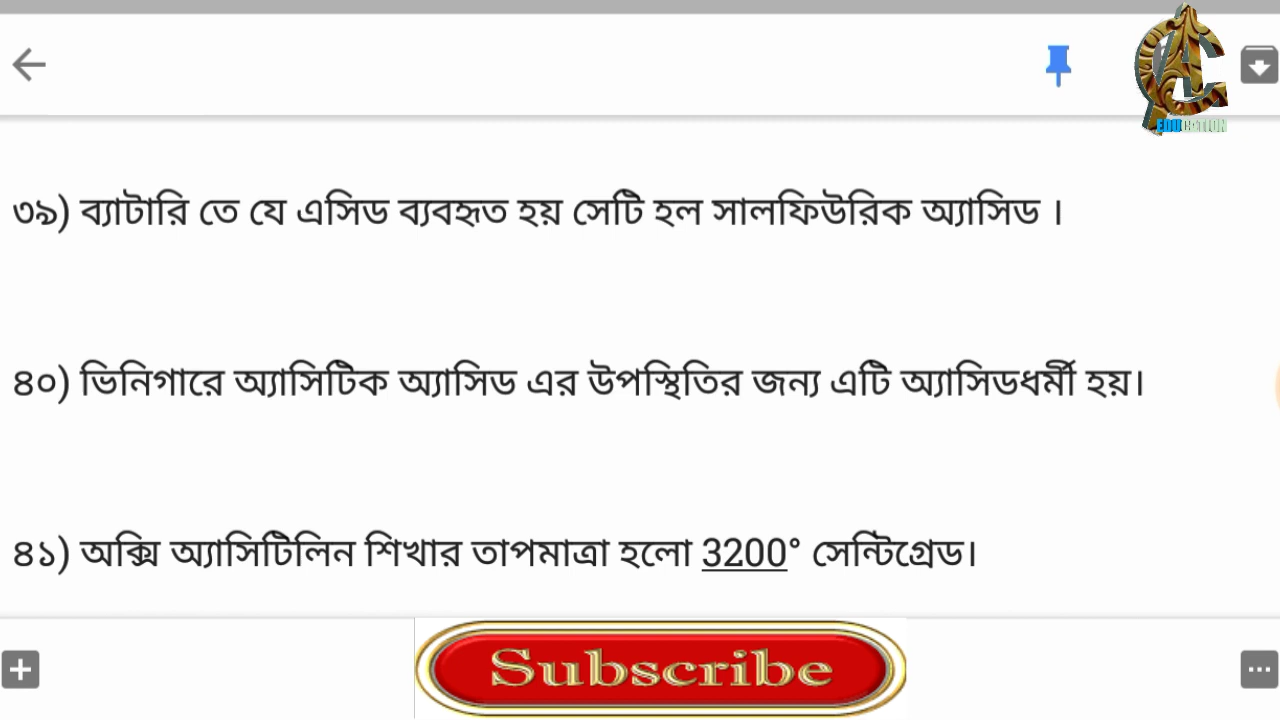 EDUCATION
৩৯) ব্যাটারি তে যে এসিড ব্যবহৃত হয় সেটি হল সালফিউরিক অ্যাসিড ।
৪০) ভিনিগারে অ্যাসিটিক অ্যাসিড এর উপস্থিতির জন্য এটি অ্যাসিডধর্মী হয়।
৪১) অক্সি অ্যাসিটিলিন শিখার তাপমাত্রা হলো 3200° সেন্টিগ্রেড।
Subscribe